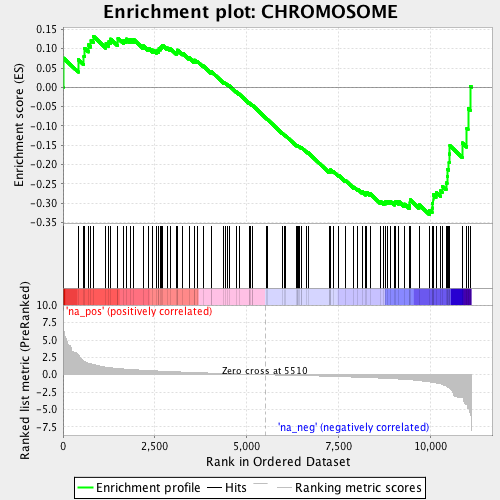 Enrichment plot: CHROMOSOME
Enrichment score (ES)
0.15
0.10
0.05
0.00
-0.05
-0.10
-0.15
-0.20
-0.25
-0.30
-0.35
'na_pos' (positively correlated)
Ranked list metric (PreRanked)
10.0
7.5
5.0
2.5
0.0
-2.5
-5.0
-7.5
Zero cross at 5510
'na_neg' (negatively correlated)
0
2,500
5,000
7,500
10,000
Rank in Ordered Dataset
Enrichment profile
Hits
Ranking metric scores